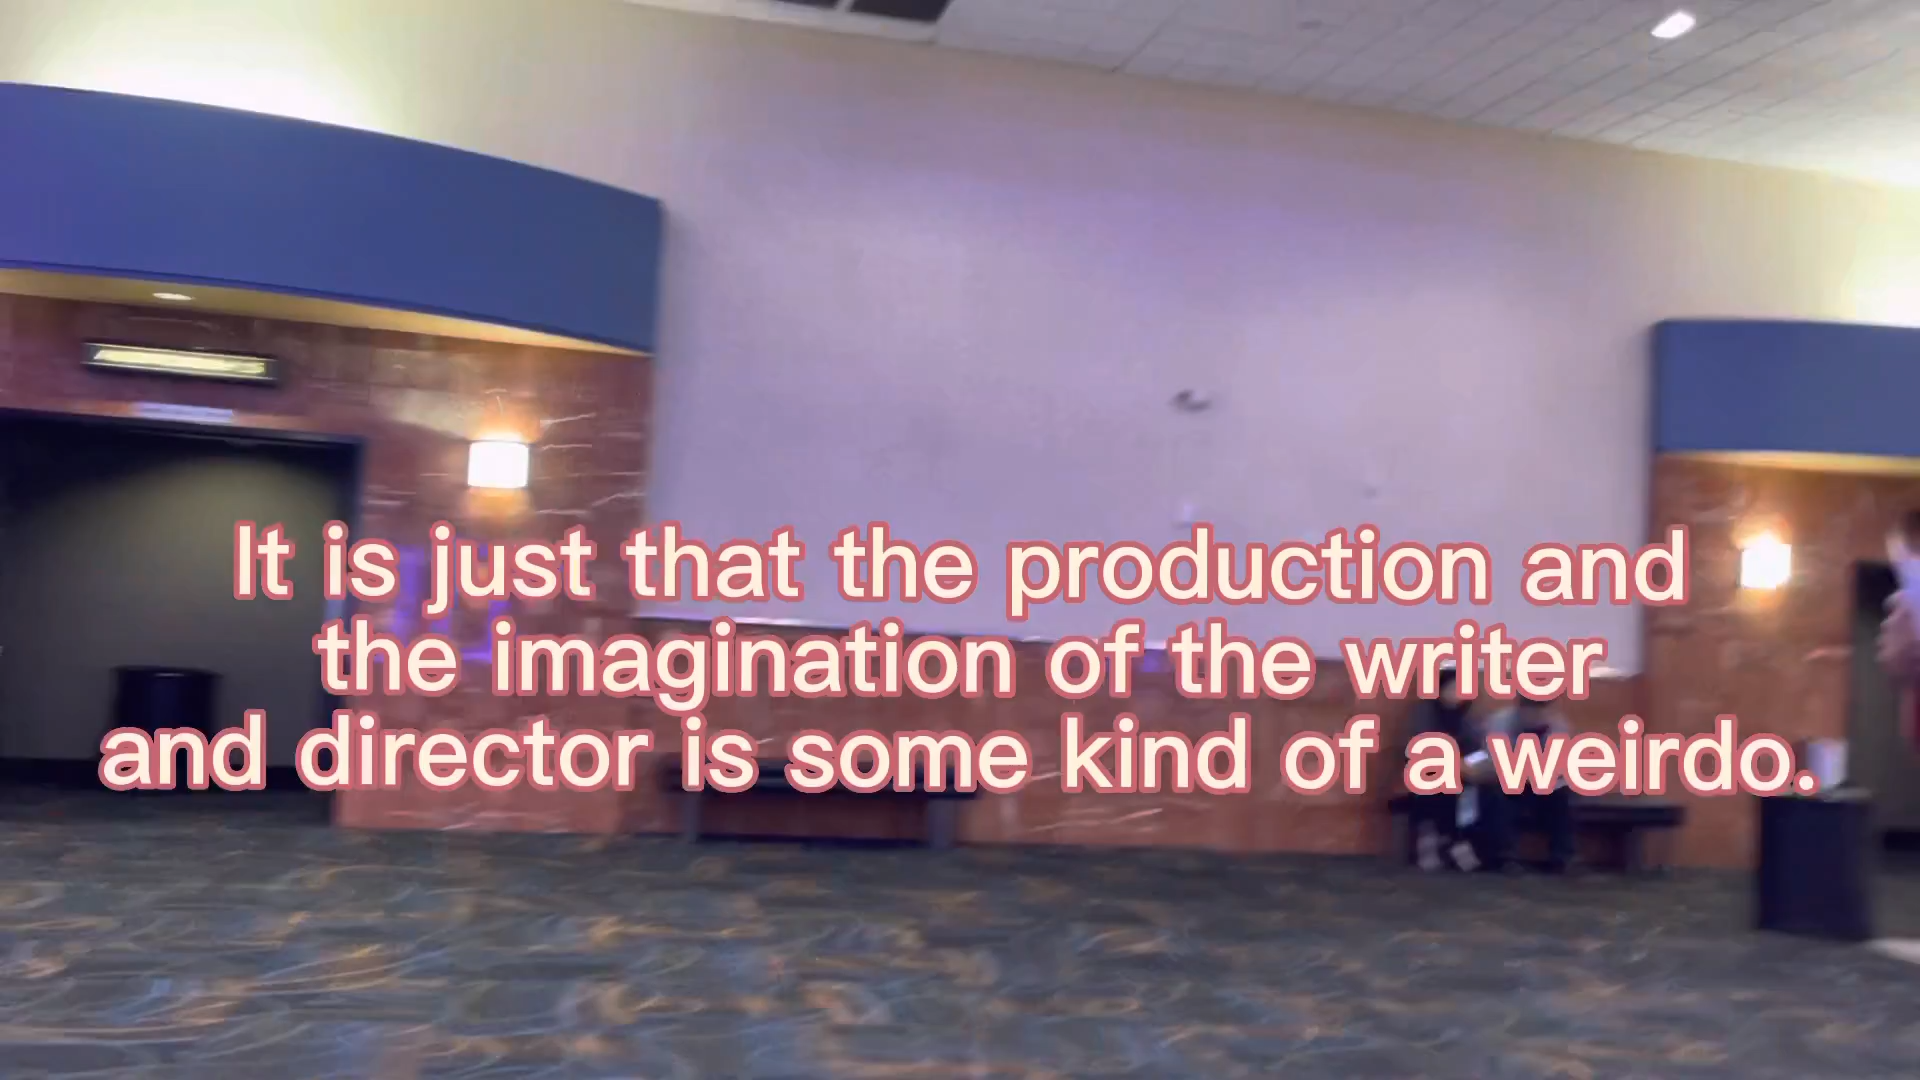 It is just that the production and
the imagination of the writer
and director is some kind of a weirdo.